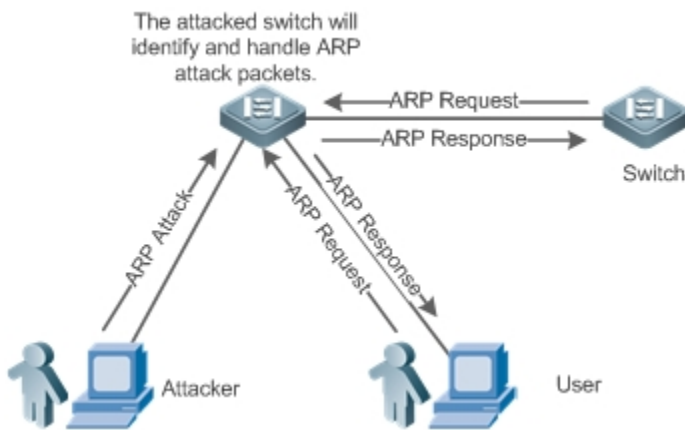 The attacked switch will
identify and handle ARP
attack packets.
ARP Request
ARP Response
Switch
ARP Attack
ARP Request
ARP Response
Attacker
User